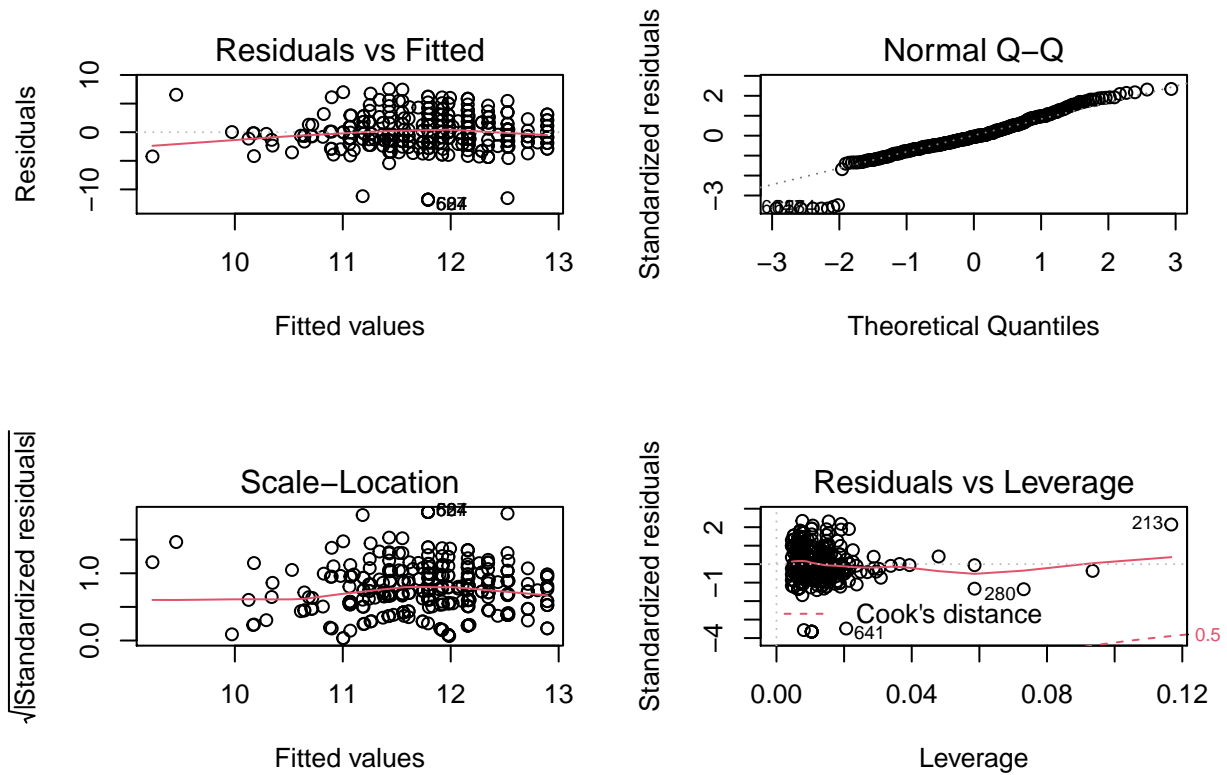 Residuals vs Fitted
Residuals
10
0
−10
10
11
12
13
Fitted values
Normal Q−Q
Standardized residuals
2
0
−3
−3
−2
−1
0
1
2
3
Theoretical Quantiles
Scale−Location
√|Standardized residuals|
1.0
0.0
10
11
12
13
Fitted values
Residuals vs Leverage
Standardized residuals
2
−1
−4
213
280
641
Cook's distance
0.5
0.00
0.04
0.08
0.12
Leverage